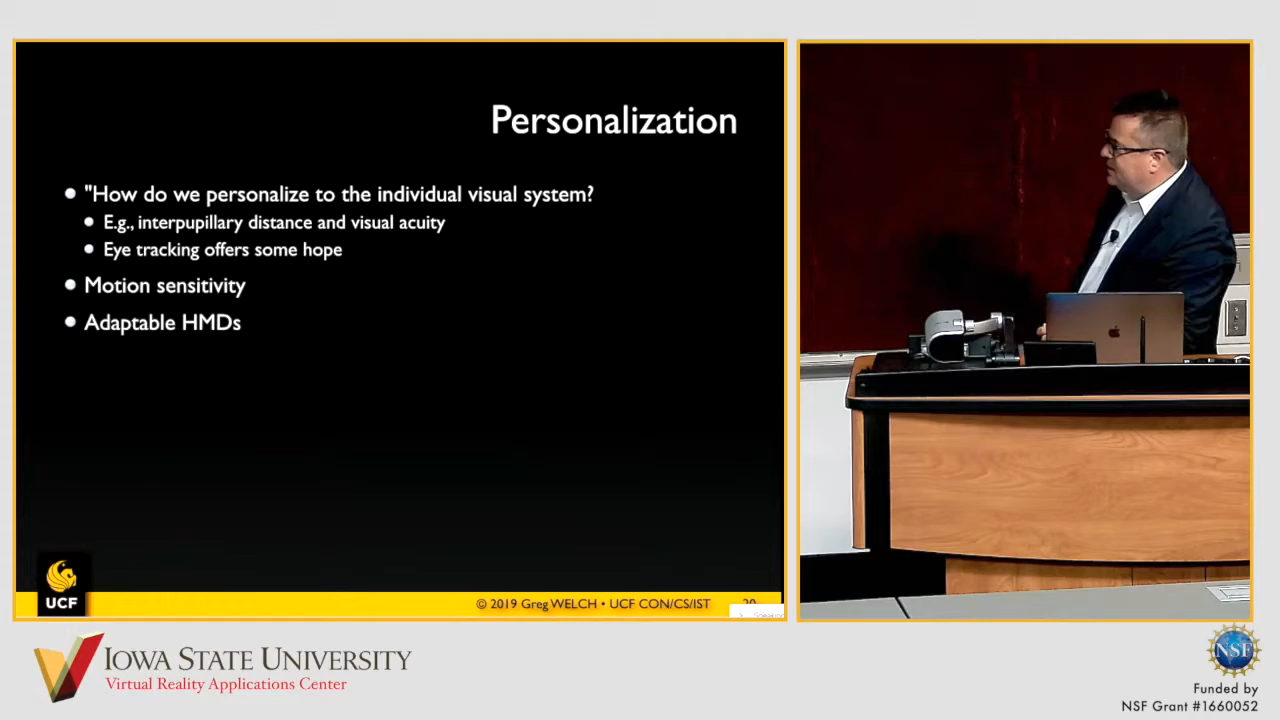 Personalization
"How do we personalize to the individual visual system?
E.g., interpupillary distance and visual acuity
Eye tracking offers some hope
Motion sensitivity
Adaptable HMDs
UCF
© 2019 Greg WELCH • UCF CON/CS/IST
IOWA STATE UNIVERSITY
Virtual Reality Applications Center
NSF
Funded by
NSF Grant #1660052